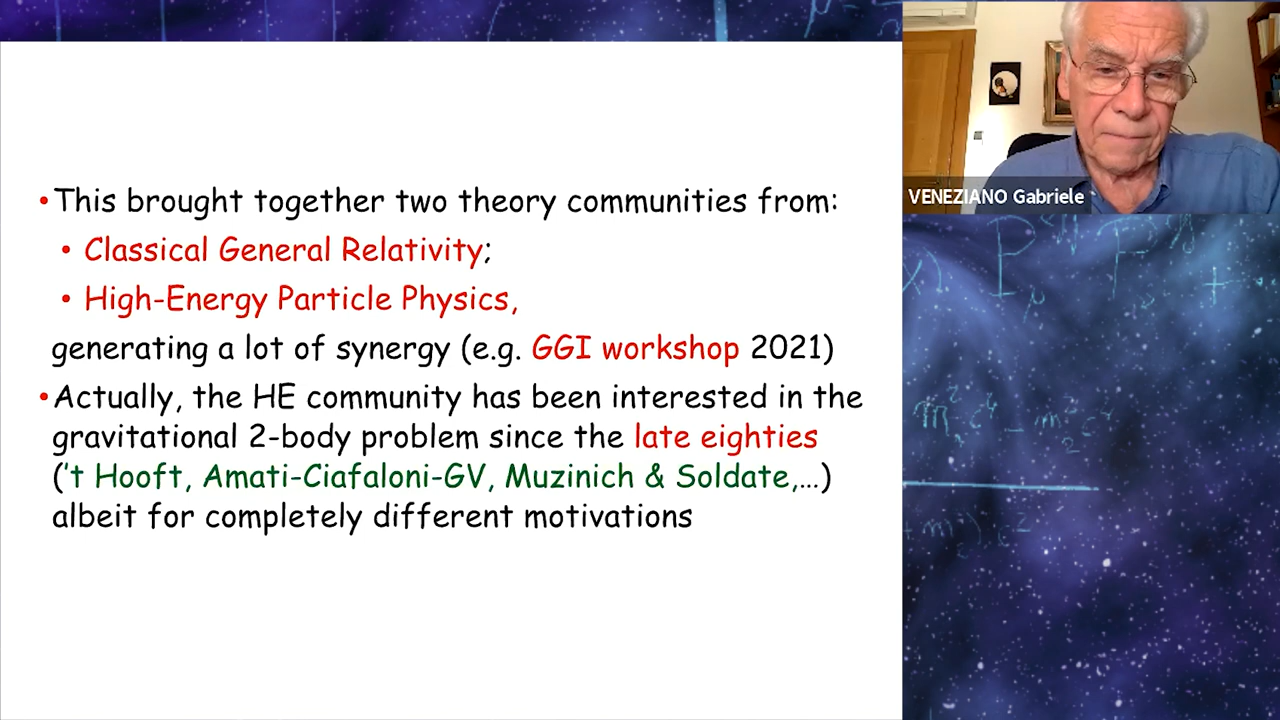 •This brought together two theory communities from:
• Classical General Relativity;
• High-Energy Particle Physics,
generating a lot of synergy (e.g. GGI workshop 2021)
•Actually, the HE community has been interested in the
gravitational 2-body problem since the late eighties
('t Hooft, Amati-Ciafaloni-GV, Muzinich & Soldate,…)
albeit for completely different motivations
VENEZIANO Gabriele